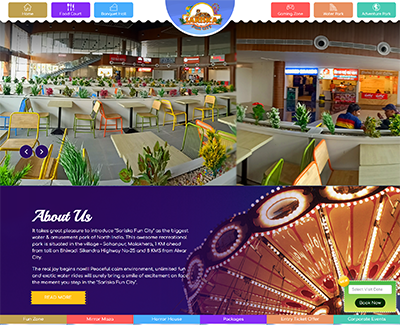 Home
Food Court
Banquet Hall
Gaming Zone
Water Park
Adventure Park
About Us
It takes great pleasure to introduce "Sariska Fun City" as the biggest
water & amusement park of North India. This awesome recreational
park is situated in the village - Sohanpur, Malakhera, 1 KM ahead
from toll on Bhiwadi Sikandra Highway No-25 and 8 KMS from Alwar
City.
The real joy begins now!! Peaceful calm environment, unlimited fun
and exotic water rides will surely bring a smile of excitement on face
the moment you step in the "Sariska Fun City".
READ MORE
Select Visit Date
Book Now
Fun Zone
Mirror Maze
Horror House
Packages
Entry Ticket Offer
Corporate Events